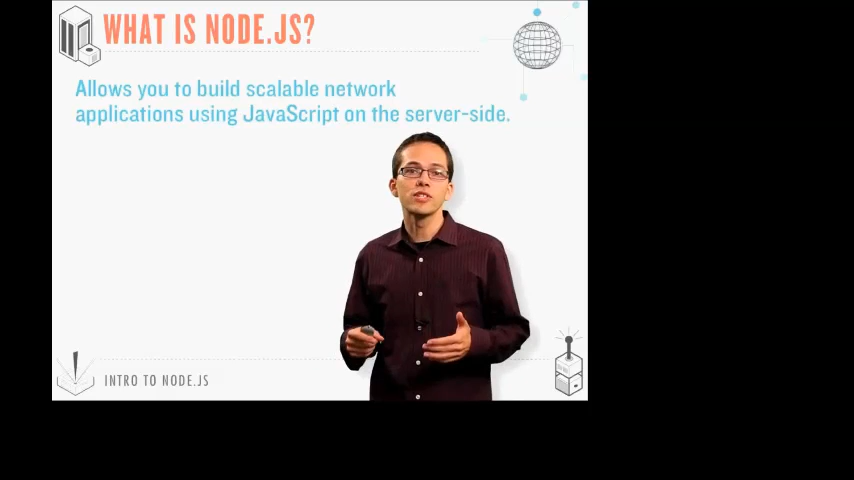 WHAT IS NODE.JS?
Allows you to build scalable network
applications using JavaScript on the server-side.
INTRO TO NODE.JS